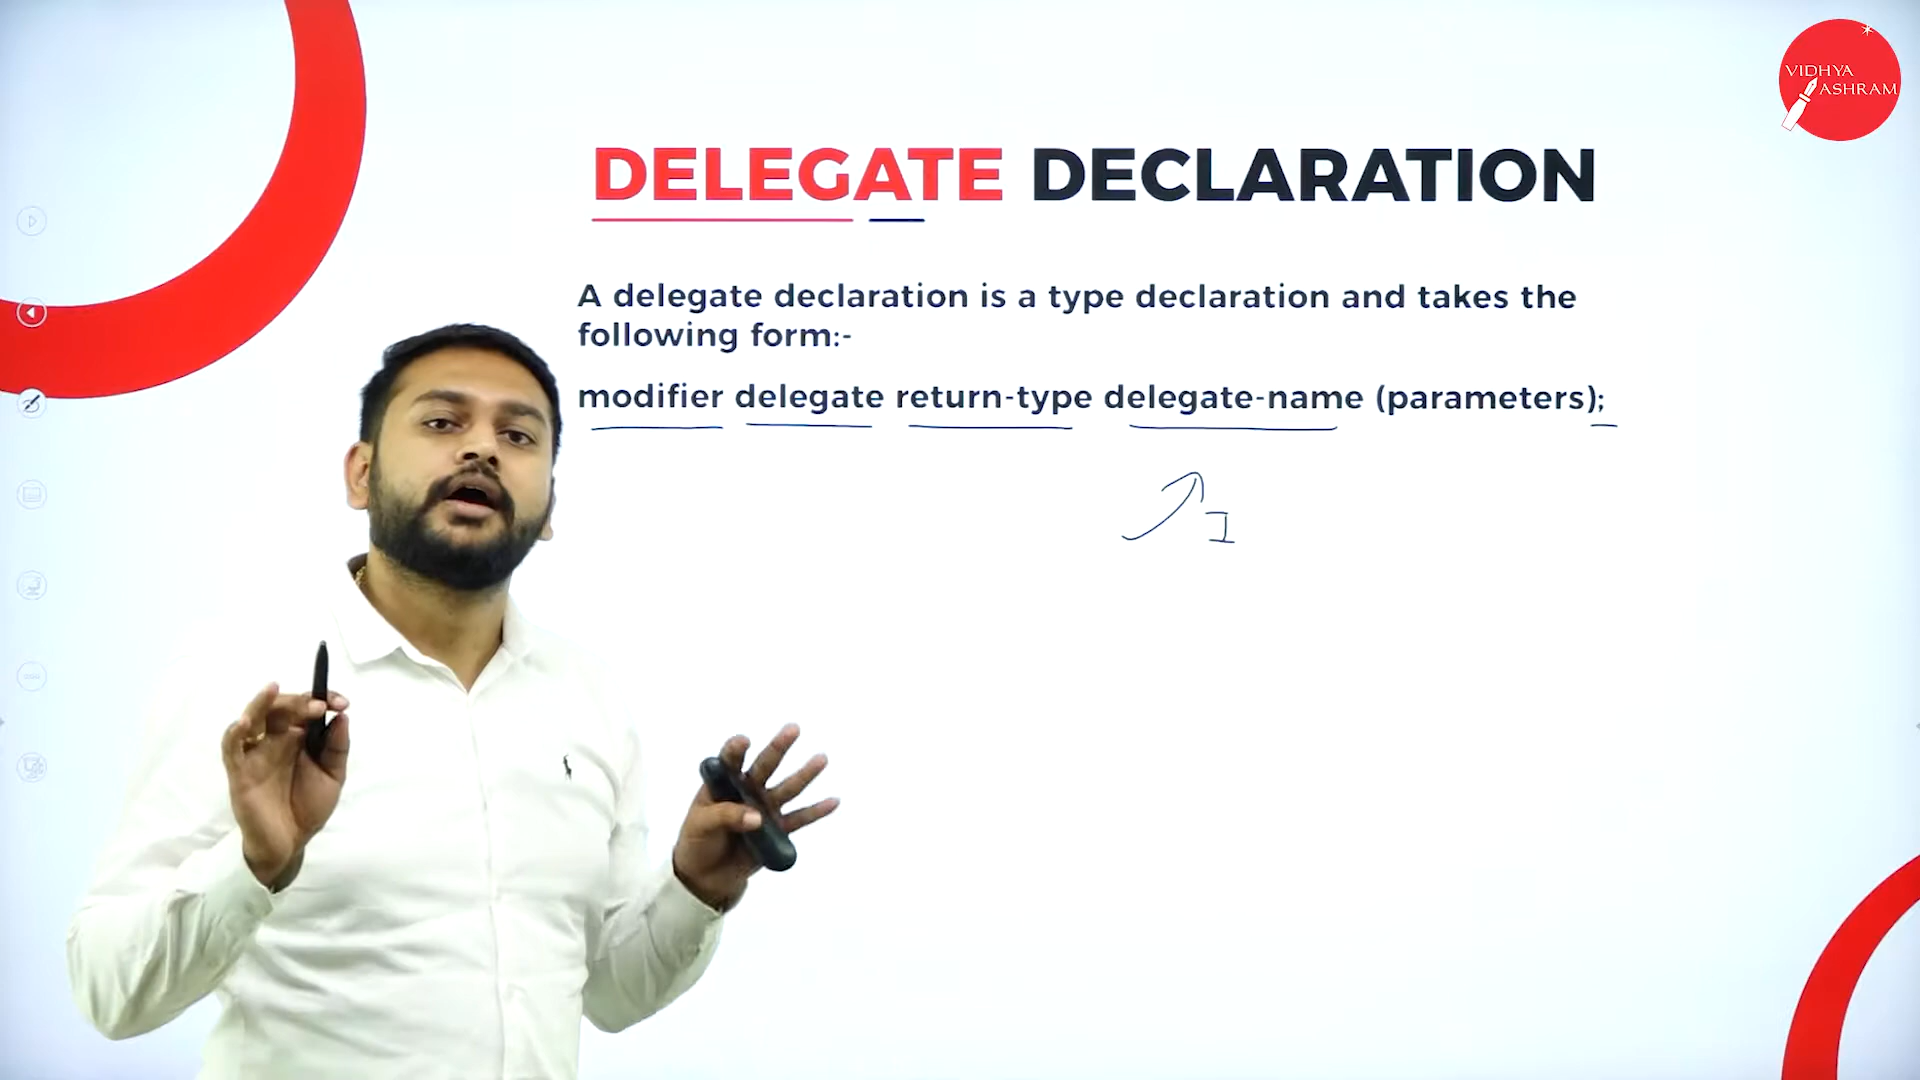 VIDHYA
ASHRAM
DELEGATE DECLARATION
A delegate declaration is a type declaration and takes the
following form:-
modifier delegate return-type delegate-name (parameters);
I